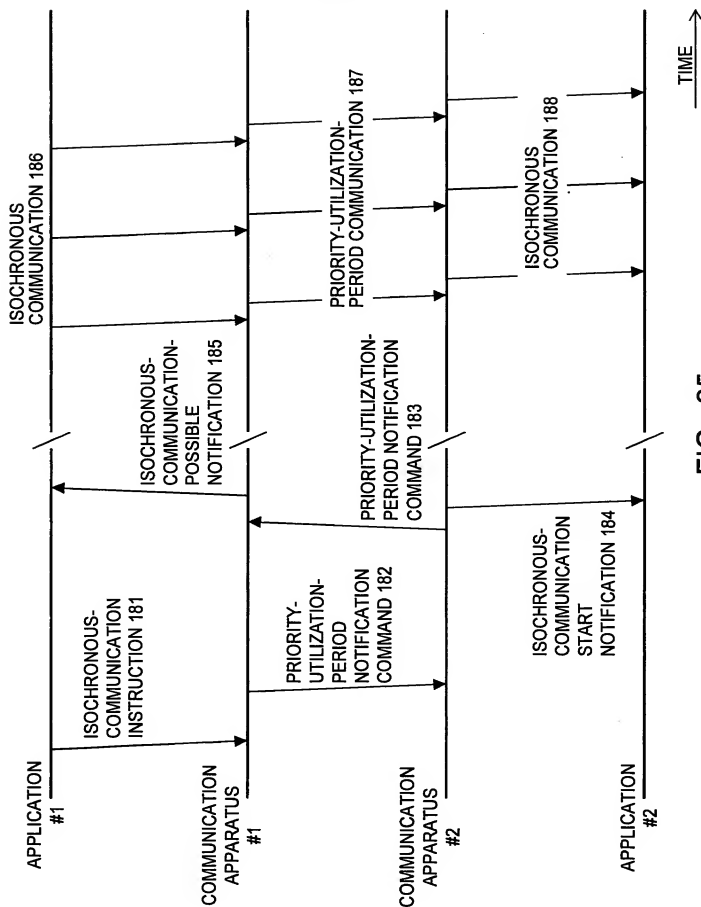 APPLICATION
#1
COMMUNICATION
APPARATUS
#1
COMMUNICATION
APPARATUS
#2
APPLICATION
#2
ISOCHRONOUS-
COMMUNICATION
INSTRUCTION 181
PRIORITY-
UTILIZATION-
PERIOD
NOTIFICATION
COMMAND 182
PRIORITY-UTILIZATION-
PERIOD NOTIFICATION
COMMAND 183
ISOCHRONOUS-
COMMUNICATION
START
NOTIFICATION 184
ISOCHRONOUS-
COMMUNICATION-
POSSIBLE
NOTIFICATION 185
ISOCHRONOUS
COMMUNICATION 186
PRIORITY-UTILIZATION-
PERIOD COMMUNICATION 187
ISOCHRONOUS
COMMUNICATION 188
TIME